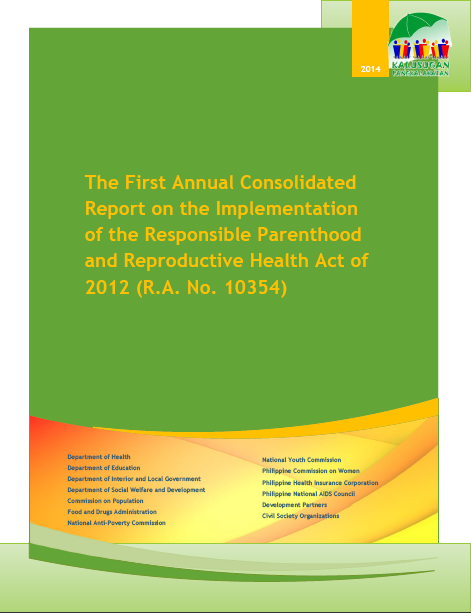 2014
KALUSUGAN
PANGKALAHATAN
The First Annual Consolidated
Report on the Implementation
of the Responsible Parenthood
and Reproductive Health Act of
2012 (R.A. No. 10354)
Department of Health
Department of Education
Department of Interior and Local Government
Department of Social Welfare and Development
Commission on Population
Food and Drugs Administration
National Anti-Poverty Commission
National Youth Commission
Philippine Commission on Women
Philippine Health Insurance Corporation
Philippine National AIDS Council
Development Partners
Civil Society Organizations